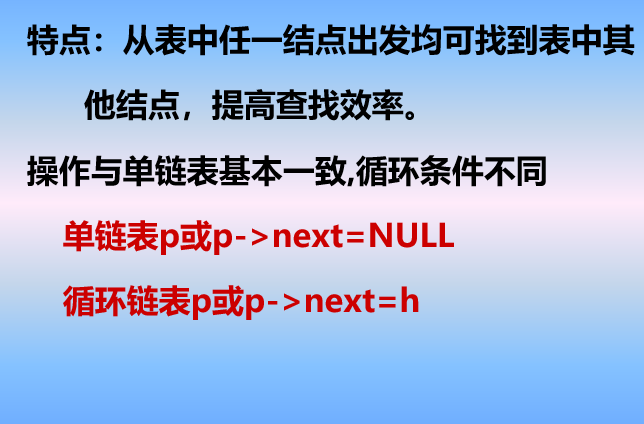 特点：从表中任一结点出发均可找到表中其
他结点，提高查找效率。
操作与单链表基本一致,循环条件不同
单链表p或p->next=NULL
循环链表p或p->next=h